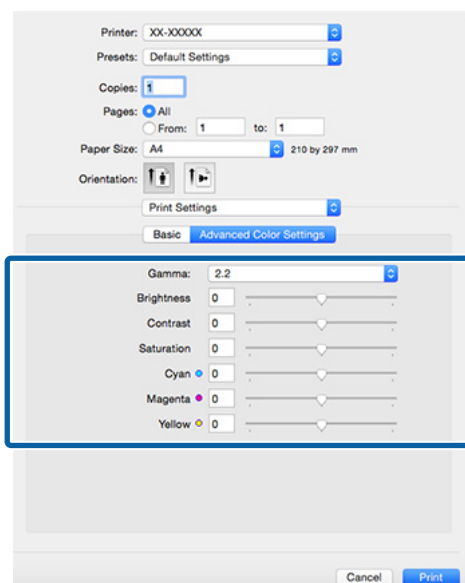 Printer: XX-XXXXX
Presets: Default Settings
Copies: 1
Pages: All
From: 1 to: 1
Paper Size: A4 210 by 297 mm
Orientation:
Print Settings
Basic Advanced Color Settings
Gamma: 2.2
Brightness 0
Contrast 0
Saturation 0
Cyan 0
Magenta 0
Yellow 0
Cancel Print